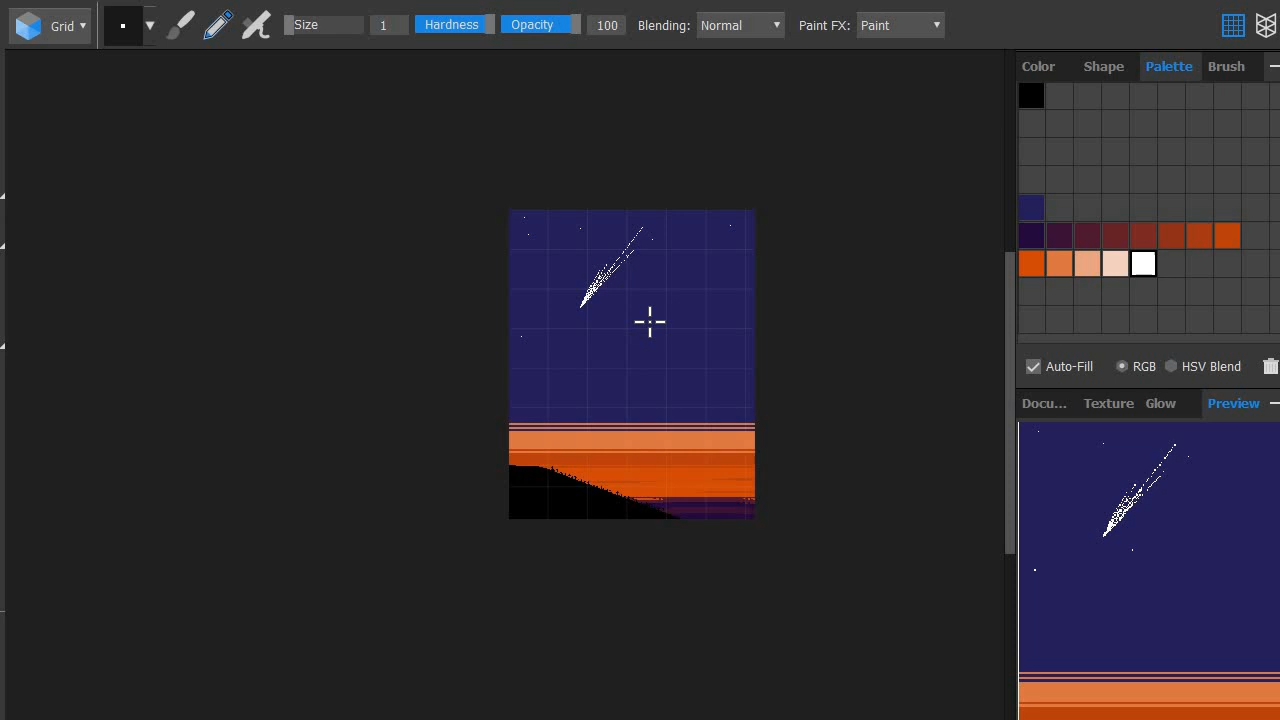 Grid
Size 1 Hardness Opacity 100 Blending: Normal Paint FX: Paint
Color Shape Palette Brush
Auto-Fill RGB HSV Blend
Docu... Texture Glow Preview